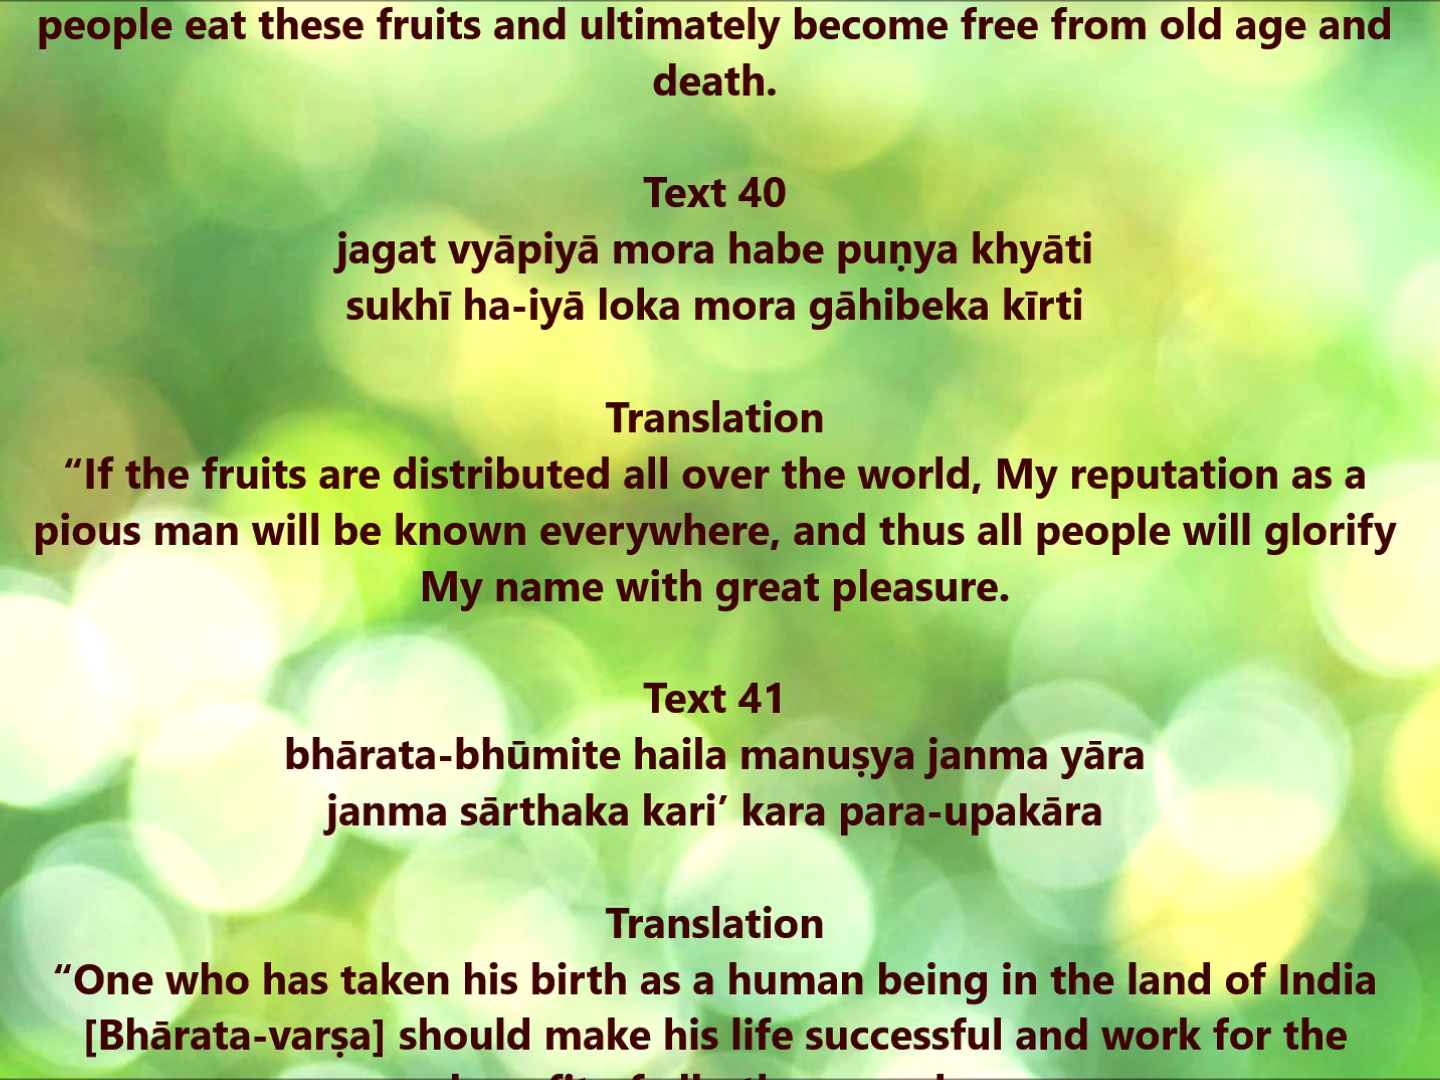 people eat these fruits and ultimately become free from old age and
death.
Text 40
jagat vyāpiyā mora habe puṇya khyāti
sukhī ha-iyā loka mora gāhibeka kīrti
Translation
“If the fruits are distributed all over the world, My reputation as a
pious man will be known everywhere, and thus all people will glorify
My name with great pleasure.
Text 41
bhārata-bhūmite haila manuṣya janma yāra
janma sārthaka kari’ kara para-upakāra
Translation
“One who has taken his birth as a human being in the land of India
[Bhārata-varṣa] should make his life successful and work for the